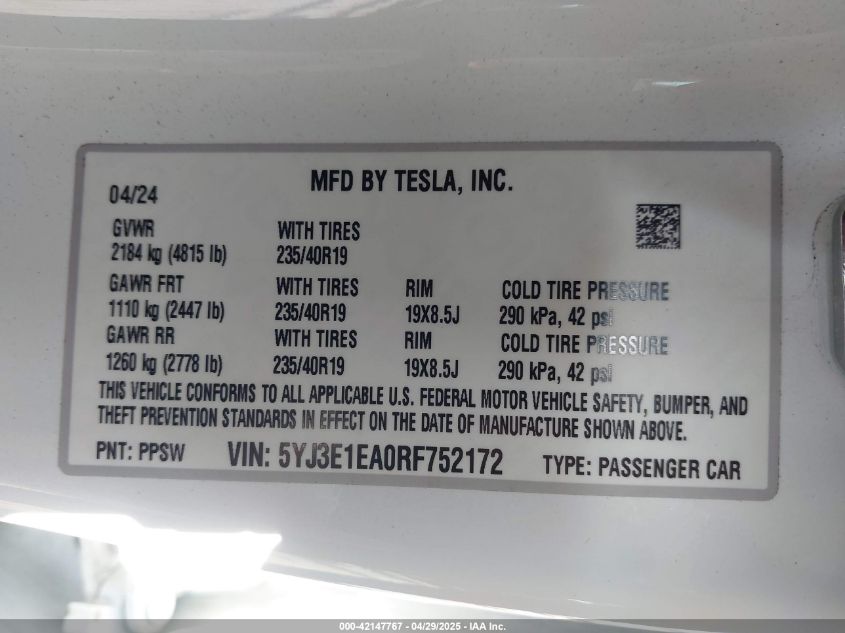 MFD BY TESLA, INC.
04/24
GVWR WITH TIRES
2184 kg (4815 lb) 235/40R19
GAWR FRT WITH TIRES RIM COLD TIRE PRESSURE
1110 kg (2447 lb) 235/40R19 19X8.5J 290 kPa, 42 psi
GAWR RR WITH TIRES RIM COLD TIRE PRESSURE
1260 kg (2778 lb) 235/40R19 19X8.5J 290 kPa, 42 psi
THIS VEHICLE CONFORMS TO ALL APPLICABLE U.S. FEDERAL MOTOR VEHICLE SAFETY, BUMPER, AND
THEFT PREVENTION STANDARDS IN EFFECT ON THE DATE OF MANUFACTURE SHOWN ABOVE.
PNT: PPSW VIN: 5YJ3E1EA0RF752172 TYPE: PASSENGER CAR
000-42147767 - 04/29/2025 - IAA Inc.